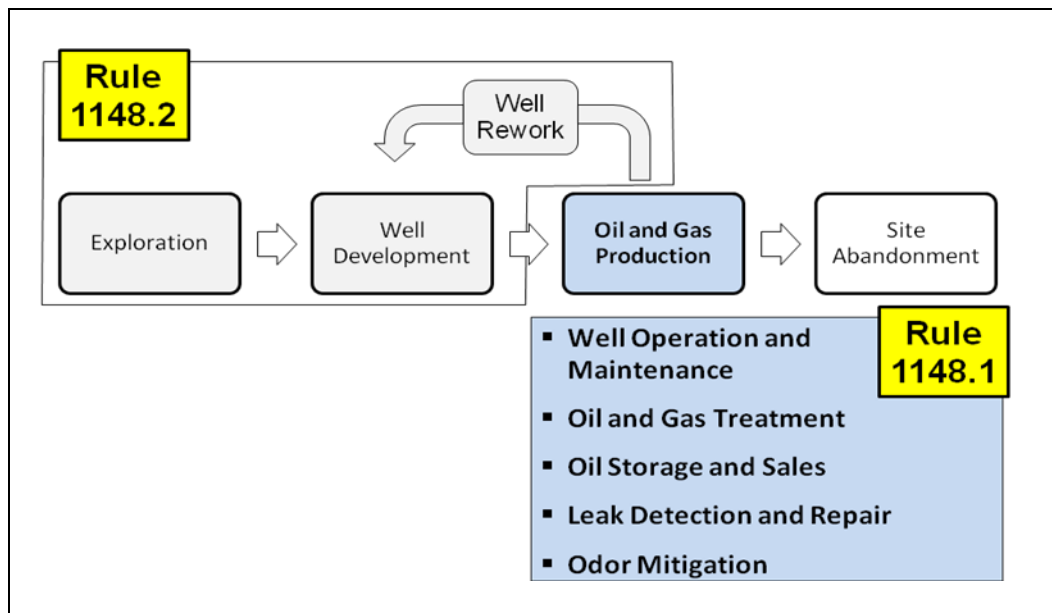 Rule
1148.2
Well
Rework
Exploration
Well
Development
Oil and Gas
Production
Site
Abandonment
Rule
1148.1
▪ Well Operation and
Maintenance
▪ Oil and Gas Treatment
▪ Oil Storage and Sales
▪ Leak Detection and Repair
▪ Odor Mitigation